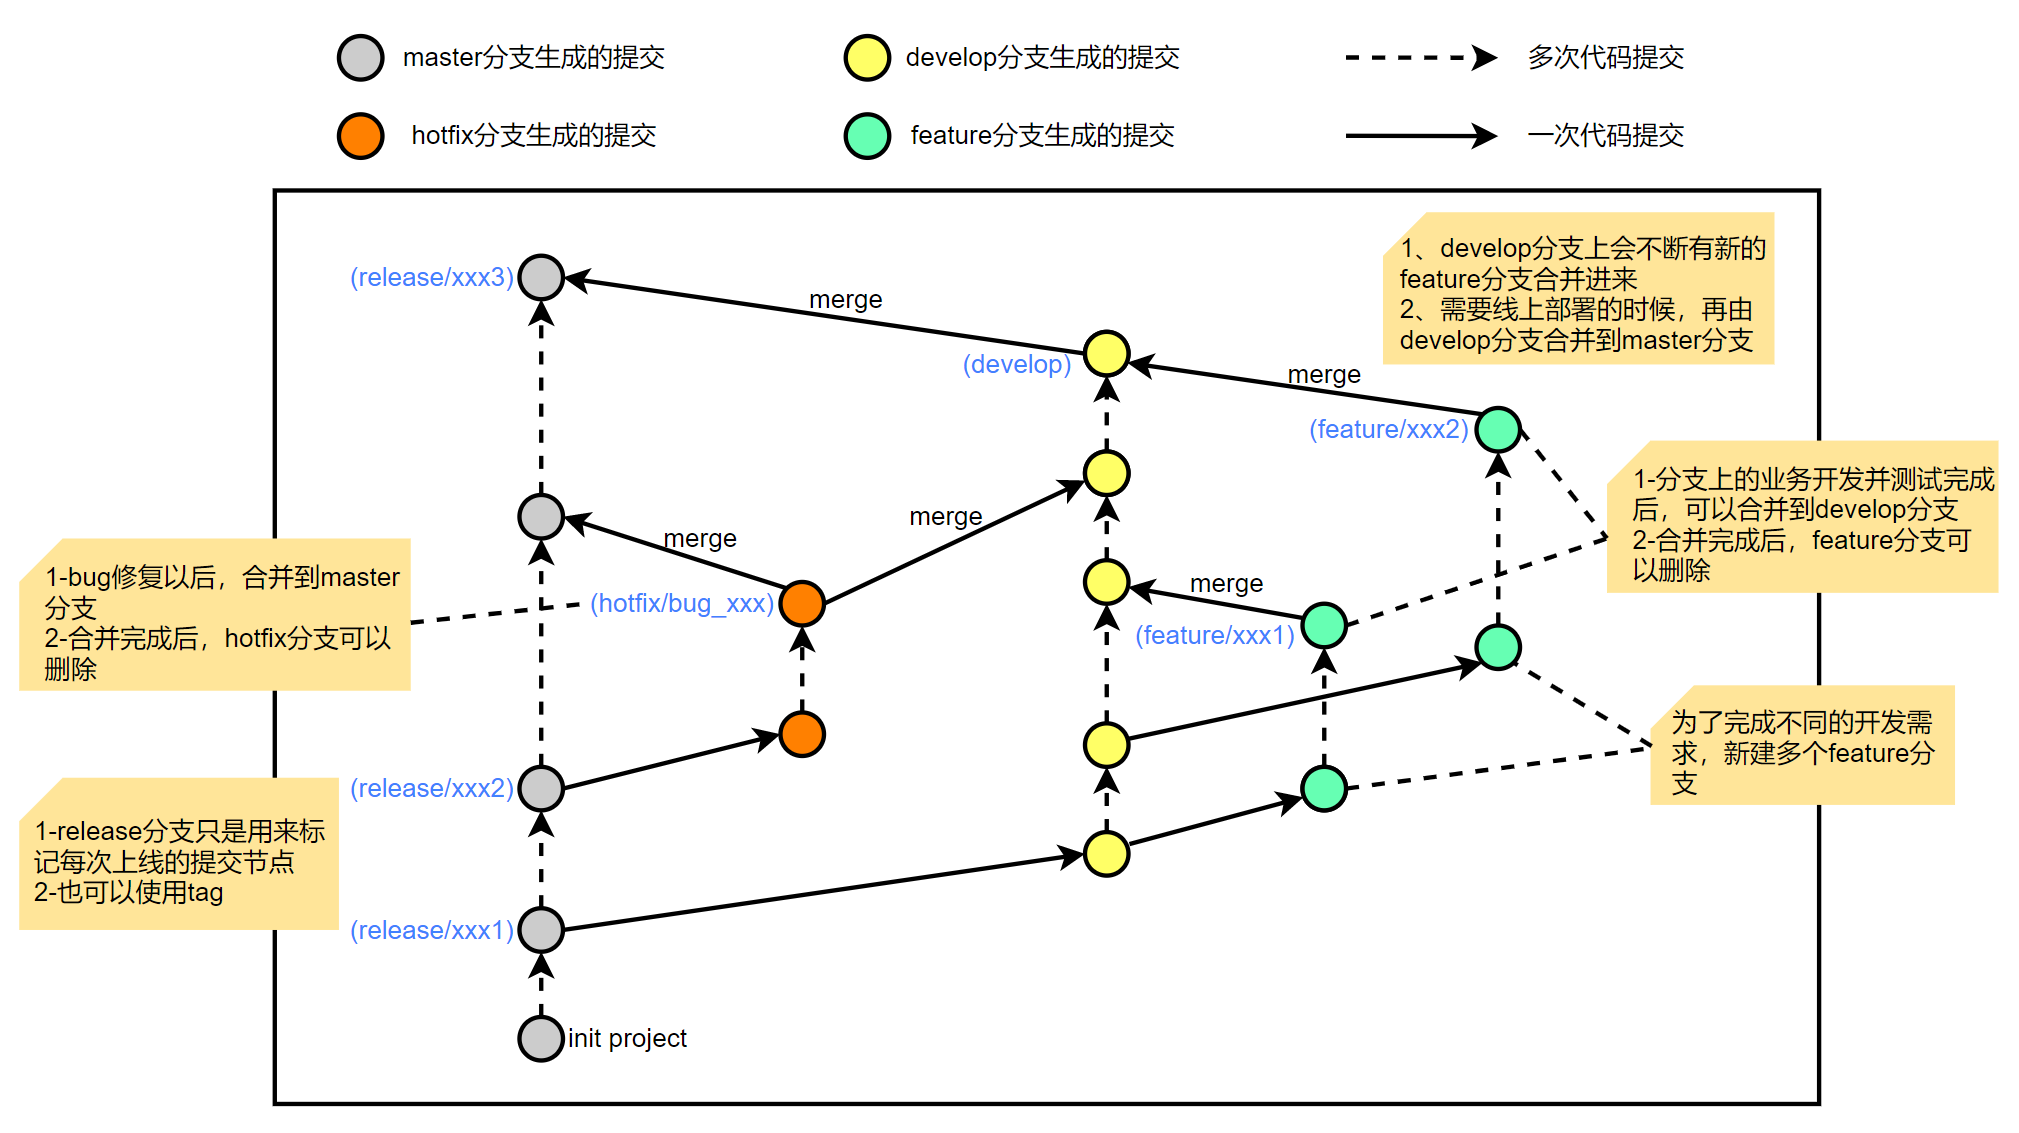 master分支生成的提交
develop分支生成的提交
多次代码提交
hotfix分支生成的提交
feature分支生成的提交
一次代码提交
1、develop分支上会不断有新的
feature分支合并进来
2、需要线上部署的时候，再由
develop分支合并到master分支
(release/xxx3)
merge
(develop)
merge
(feature/xxx2)
1-分支上的业务开发并测试完成
后，可以合并到develop分支
2-合并完成后，feature分支可
以删除
merge
merge
1-bug修复以后，合并到master
分支
2-合并完成后，hotfix分支可以
删除
(hotfix/bug_xxx)
merge
(feature/xxx1)
为了完成不同的开发需
求，新建多个feature分
支
(release/xxx2)
1-release分支只是用来标
记每次上线的提交节点
2-也可以使用tag
(release/xxx1)
init project